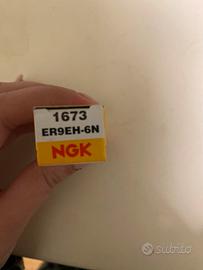 1673
ER9EH-6N
NGK
subito